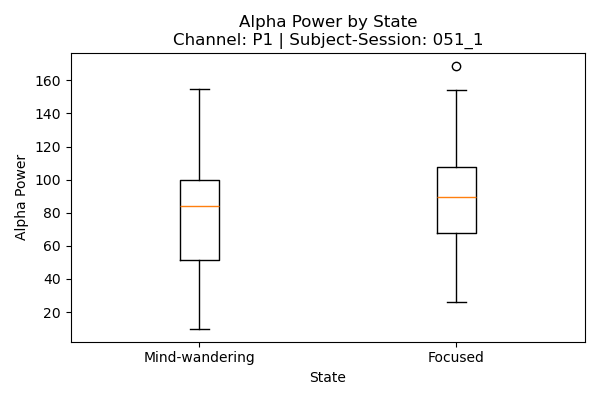 Alpha Power by State
Channel: P1 | Subject-Session: 051_1
Alpha Power
160
140
120
100
80
60
40
20
Mind-wandering
Focused
State